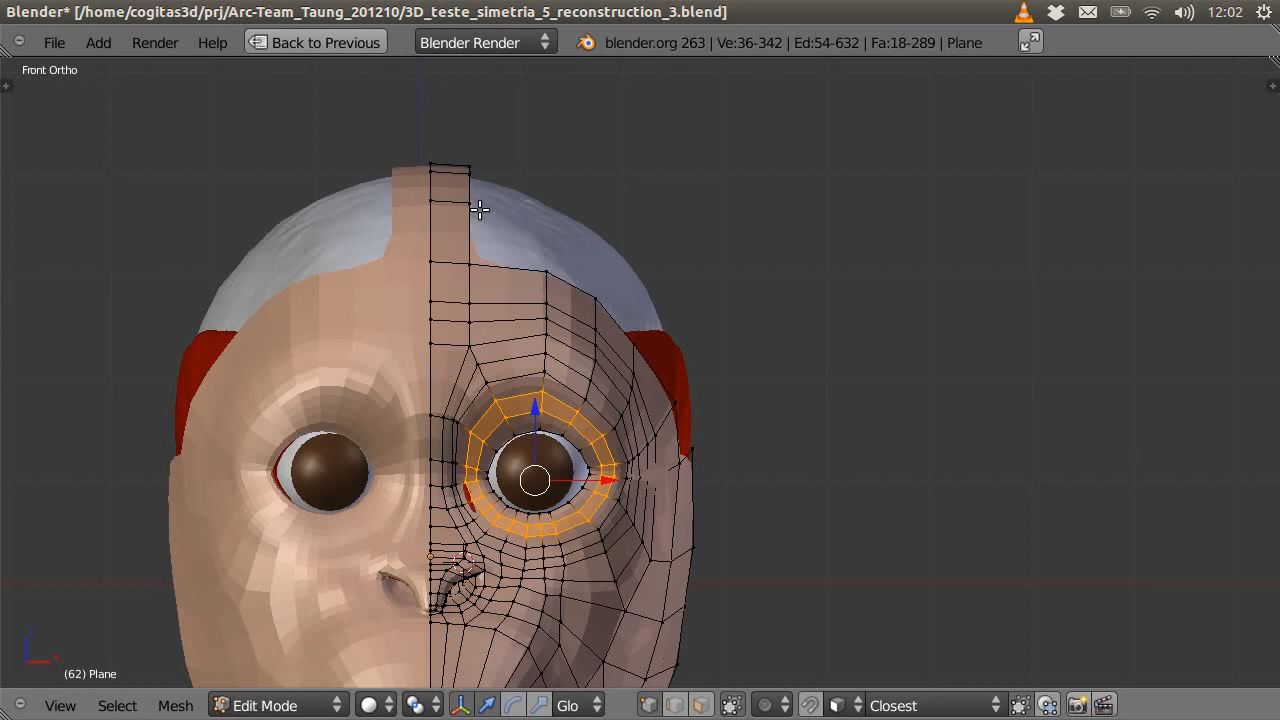 Blender* [/home/cogitas3d/prj/Arc-Team_Taung_201210/3D_teste_simetria_5_reconstruction_3.blend] 12:02
File Add Render Help Back to Previous Blender Render blender.org 263 | Ve:36-342 | Ed:54-632 | Fa:18-289 | Plane
Front Ortho
(62) Plane
View Select Mesh Edit Mode Glo Closest